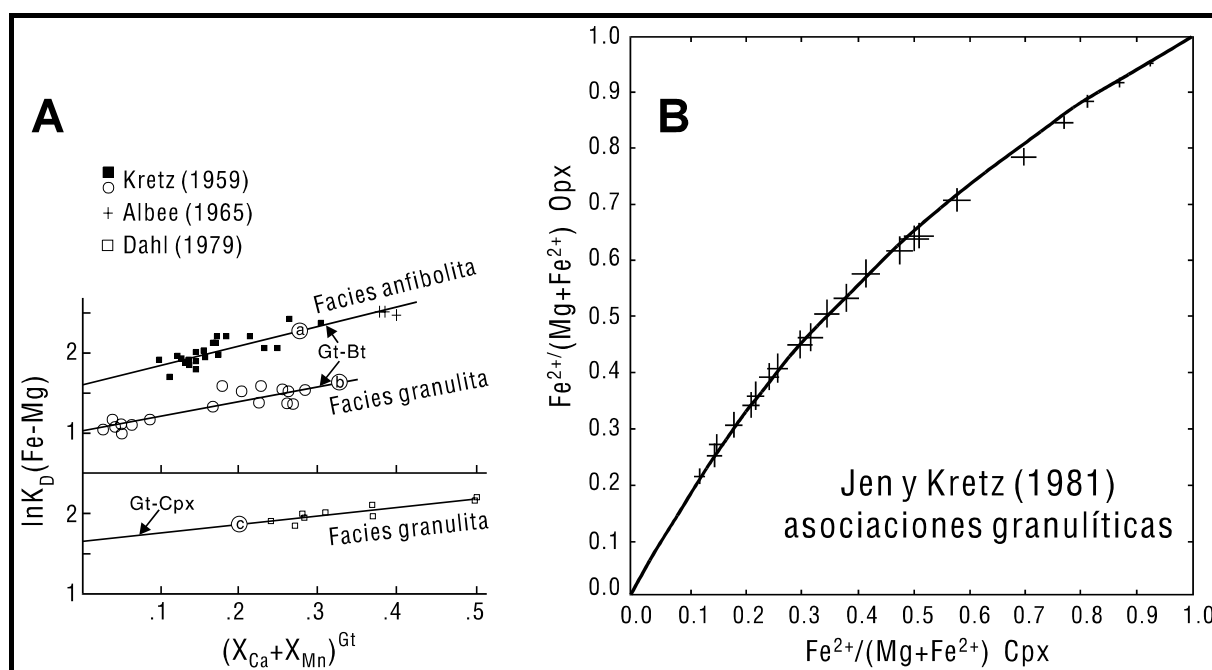 A
■ ○ Kretz (1959)
+ Albee (1965)
□ Dahl (1979)
Facies anfibolita
a
Gt-Bt
b
Facies granulita
Gt-Cpx
c
Facies granulita
lnK_D(Fe-Mg)
2
1
2
1
.1 .2 .3 .4 .5
(X_Ca+X_Mn)^Gt
B
Fe²⁺/(Mg+Fe²⁺) Opx
1.0
0.9
0.8
0.7
0.6
0.5
0.4
0.3
0.2
0.1
0.0
Jen y Kretz (1981)
asociaciones granulíticas
0.0 0.1 0.2 0.3 0.4 0.5 0.6 0.7 0.8 0.9 1.0
Fe²⁺/(Mg+Fe²⁺) Cpx